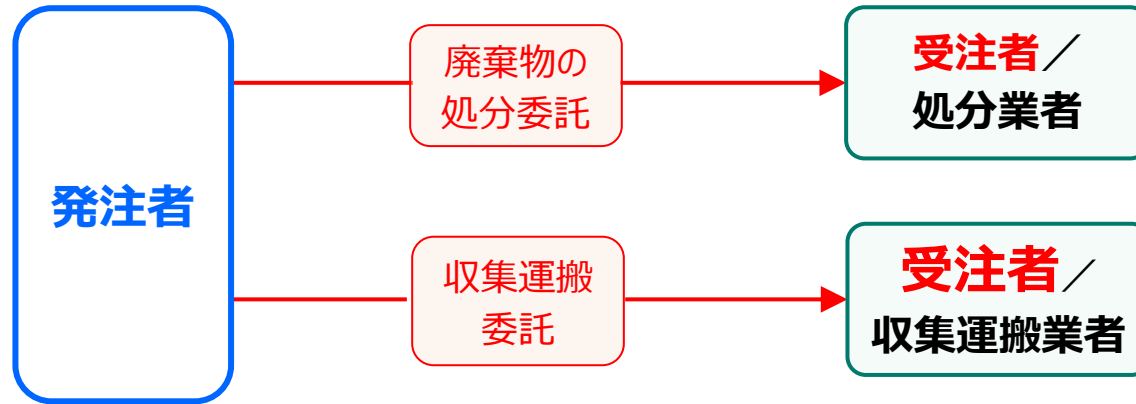 廃棄物の
処分委託
受注者／
処分業者
発注者
収集運搬
委託
受注者／
収集運搬業者